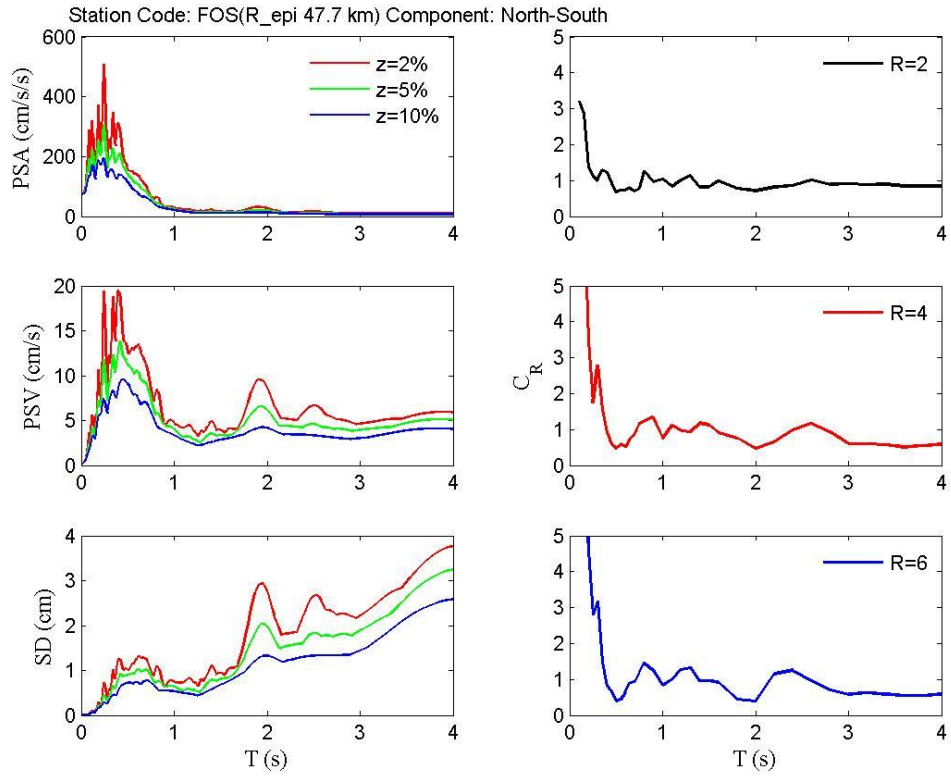 Station Code: FOS(R_epi 47.7 km) Component: North-South
PSA (cm/s/s)
600
400
200
0
0 1 2 3 4
z=2%
z=5%
z=10%
5
4
3
2
1
0
0 1 2 3 4
R=2
PSV (cm/s)
20
15
10
5
0
0 1 2 3 4
C_R
5
4
3
2
1
0
0 1 2 3 4
R=4
SD (cm)
4
3
2
1
0
0 1 2 3 4
T (s)
5
4
3
2
1
0
0 1 2 3 4
R=6
T (s)